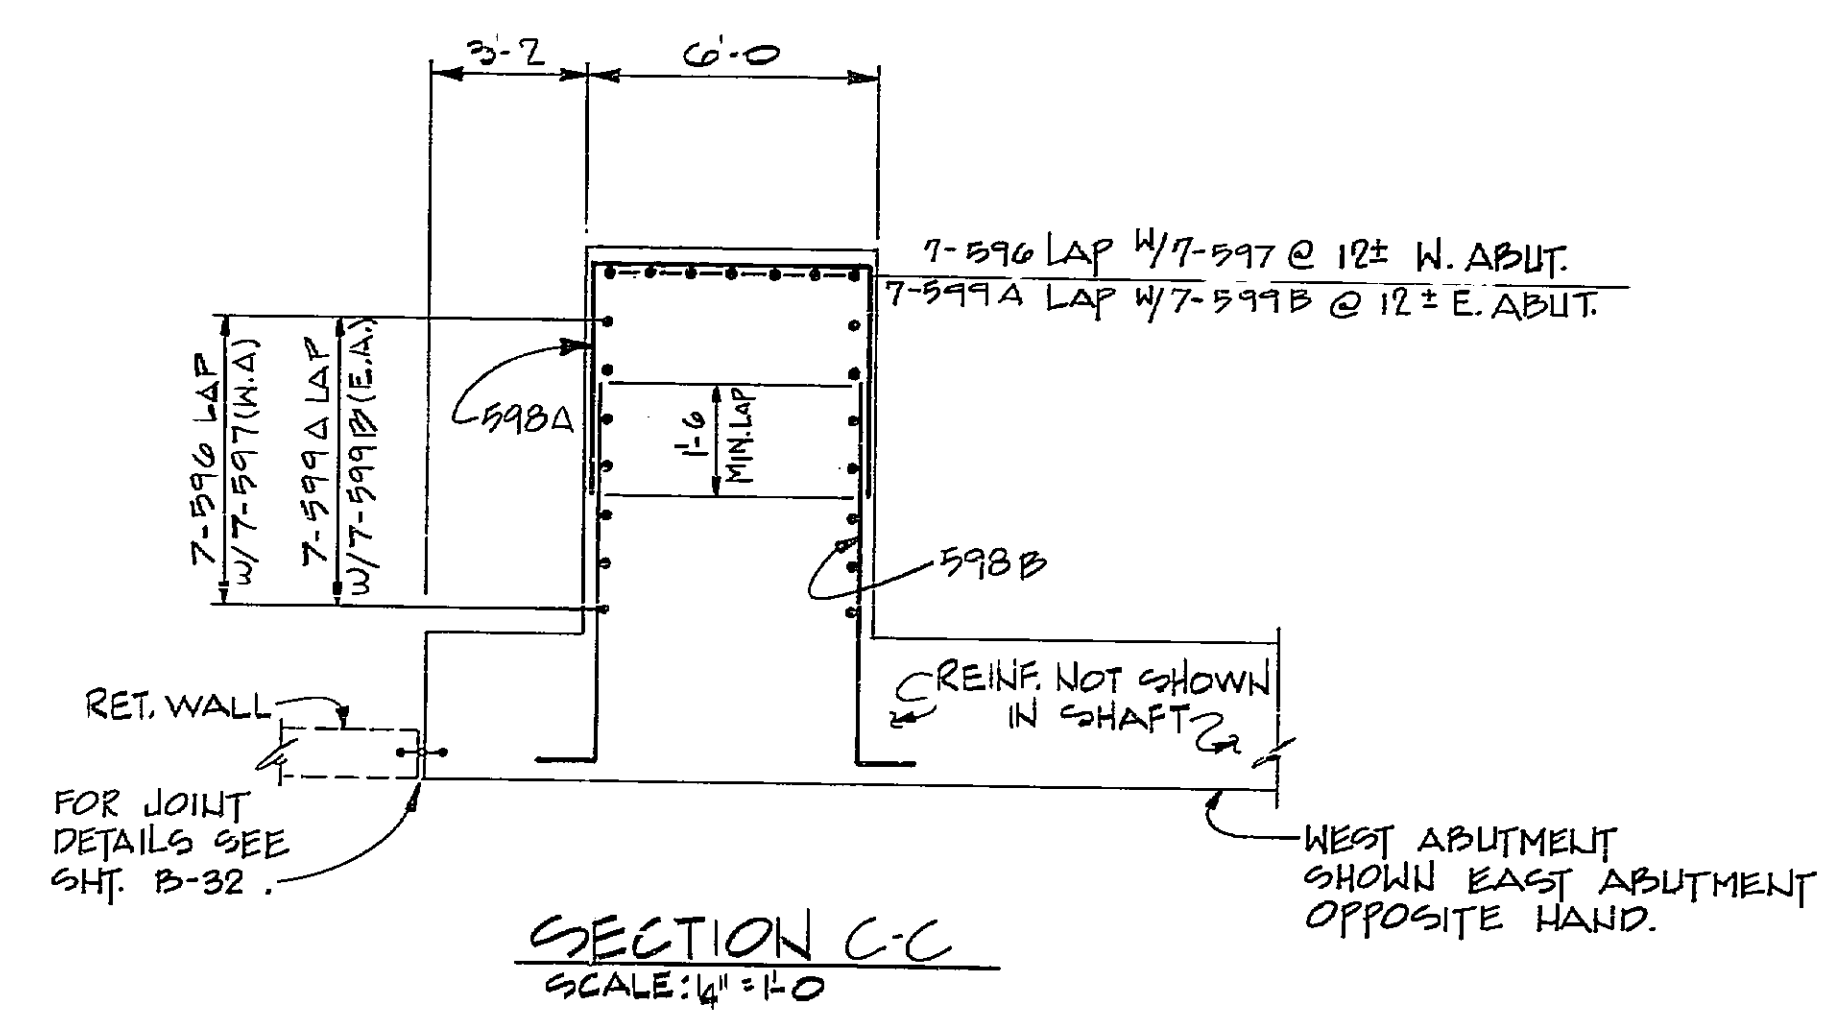 3'-2
6'-0
7-596 LAP W/7-597 @ 12± W. ABUT.
7-599A LAP W/7-599B @ 12± E. ABUT.
7-596 LAP
W/7-597(W.A)
7-599A LAP
W/7-599B(E.A.)
598A
1'-6
MIN. LAP
598B
REINF. NOT SHOWN
IN SHAFT
RET. WALL
FOR JOINT
DETAILS SEE
SHT. B-32.
WEST ABUTMENT
SHOWN EAST ABUTMENT
OPPOSITE HAND.
SECTION C-C
SCALE: 1/4" = 1'-0